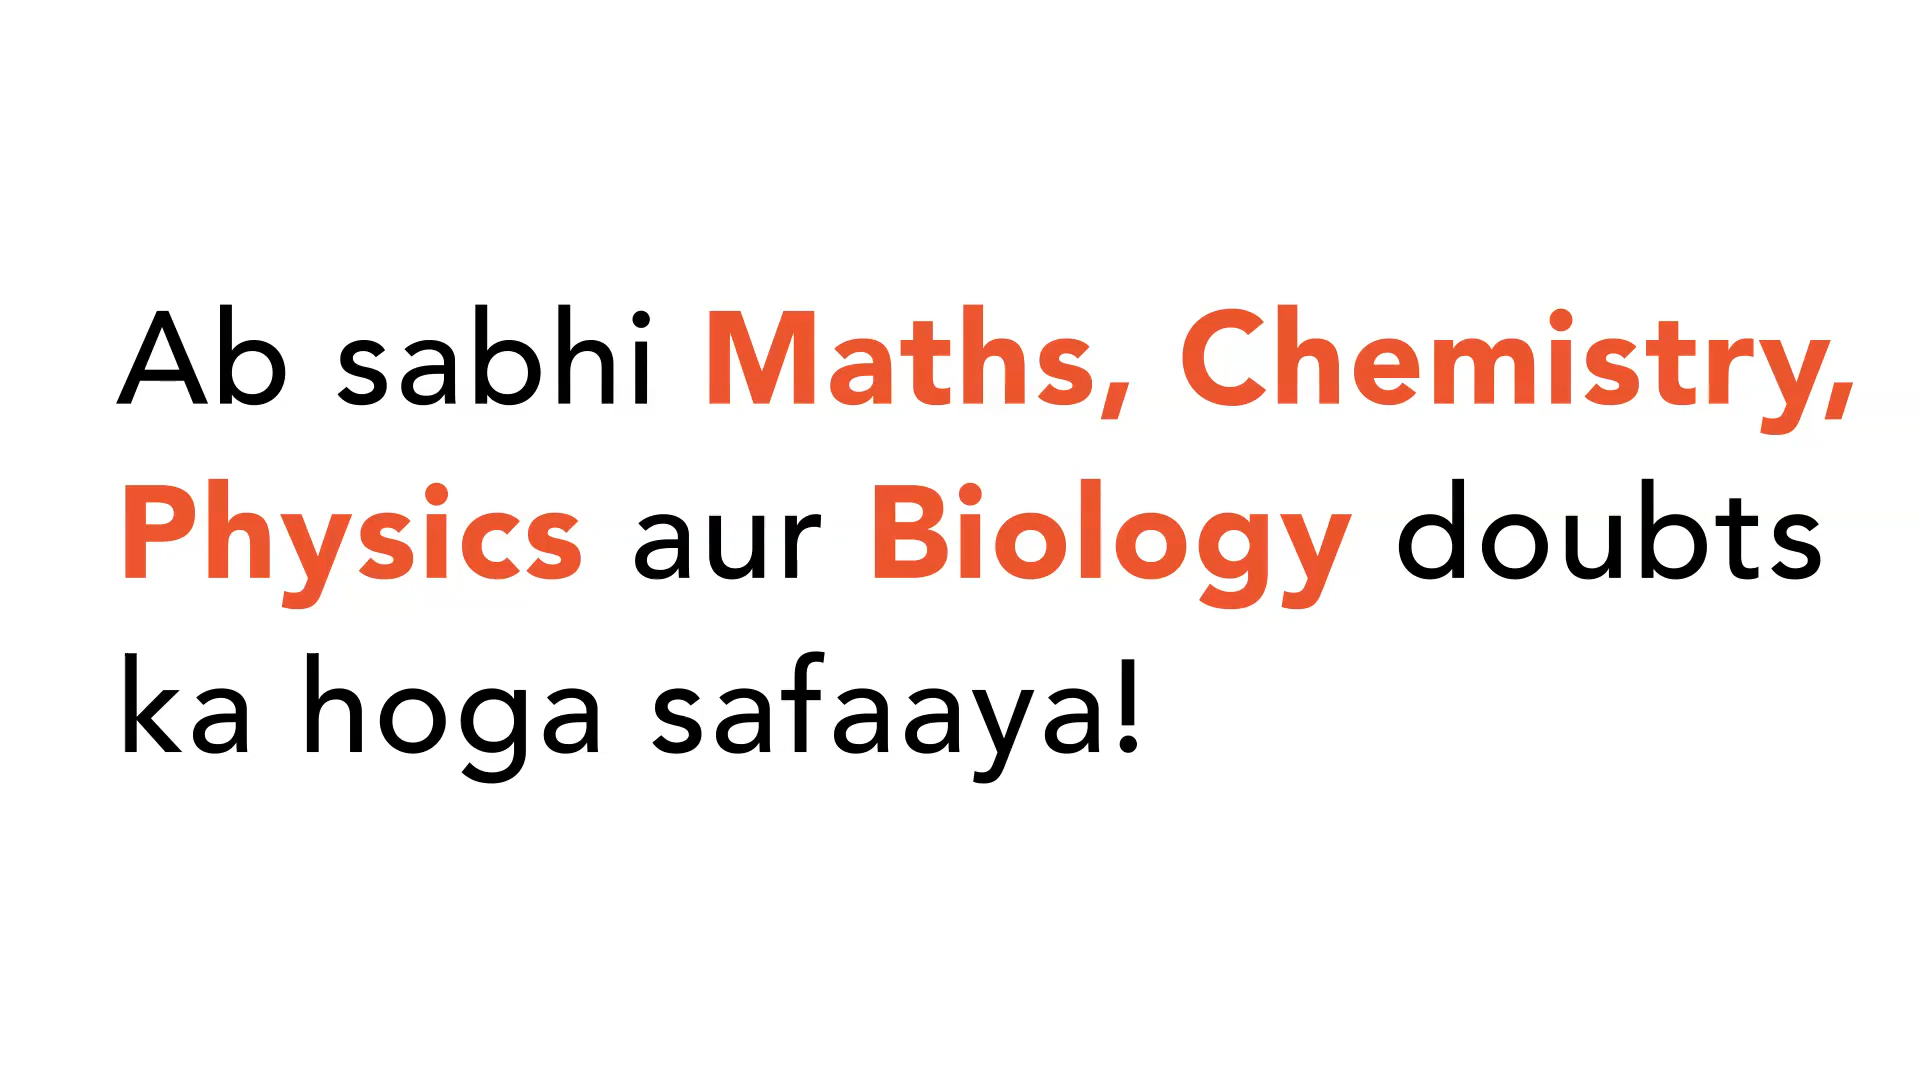 Ab sabhi Maths, Chemistry,
Physics aur Biology doubts
ka hoga safaaya!